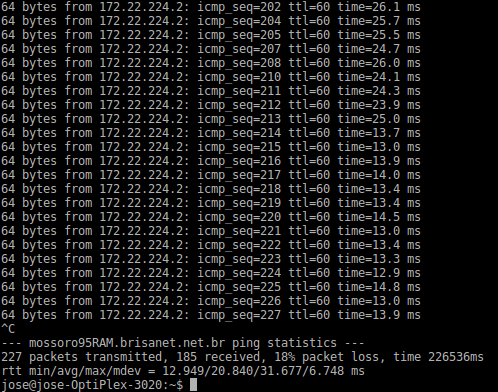 64 bytes from 172.22.224.2: icmp_seq=202 ttl=60 time=26.1 ms
64 bytes from 172.22.224.2: icmp_seq=204 ttl=60 time=25.7 ms
64 bytes from 172.22.224.2: icmp_seq=205 ttl=60 time=25.5 ms
64 bytes from 172.22.224.2: icmp_seq=207 ttl=60 time=24.7 ms
64 bytes from 172.22.224.2: icmp_seq=208 ttl=60 time=26.0 ms
64 bytes from 172.22.224.2: icmp_seq=210 ttl=60 time=24.1 ms
64 bytes from 172.22.224.2: icmp_seq=211 ttl=60 time=24.3 ms
64 bytes from 172.22.224.2: icmp_seq=212 ttl=60 time=23.9 ms
64 bytes from 172.22.224.2: icmp_seq=213 ttl=60 time=25.0 ms
64 bytes from 172.22.224.2: icmp_seq=214 ttl=60 time=13.7 ms
64 bytes from 172.22.224.2: icmp_seq=215 ttl=60 time=13.0 ms
64 bytes from 172.22.224.2: icmp_seq=216 ttl=60 time=13.9 ms
64 bytes from 172.22.224.2: icmp_seq=217 ttl=60 time=14.0 ms
64 bytes from 172.22.224.2: icmp_seq=218 ttl=60 time=13.4 ms
64 bytes from 172.22.224.2: icmp_seq=219 ttl=60 time=13.4 ms
64 bytes from 172.22.224.2: icmp_seq=220 ttl=60 time=14.5 ms
64 bytes from 172.22.224.2: icmp_seq=221 ttl=60 time=13.0 ms
64 bytes from 172.22.224.2: icmp_seq=222 ttl=60 time=13.4 ms
64 bytes from 172.22.224.2: icmp_seq=223 ttl=60 time=13.3 ms
64 bytes from 172.22.224.2: icmp_seq=224 ttl=60 time=12.9 ms
64 bytes from 172.22.224.2: icmp_seq=225 ttl=60 time=14.8 ms
64 bytes from 172.22.224.2: icmp_seq=226 ttl=60 time=13.0 ms
64 bytes from 172.22.224.2: icmp_seq=227 ttl=60 time=13.9 ms
^C
--- mossoro95RAM.brisanet.net.br ping statistics ---
227 packets transmitted, 185 received, 18% packet loss, time 226536ms
rtt min/avg/max/mdev = 12.949/20.840/31.677/6.748 ms
jose@jose-OptiPlex-3020:~$